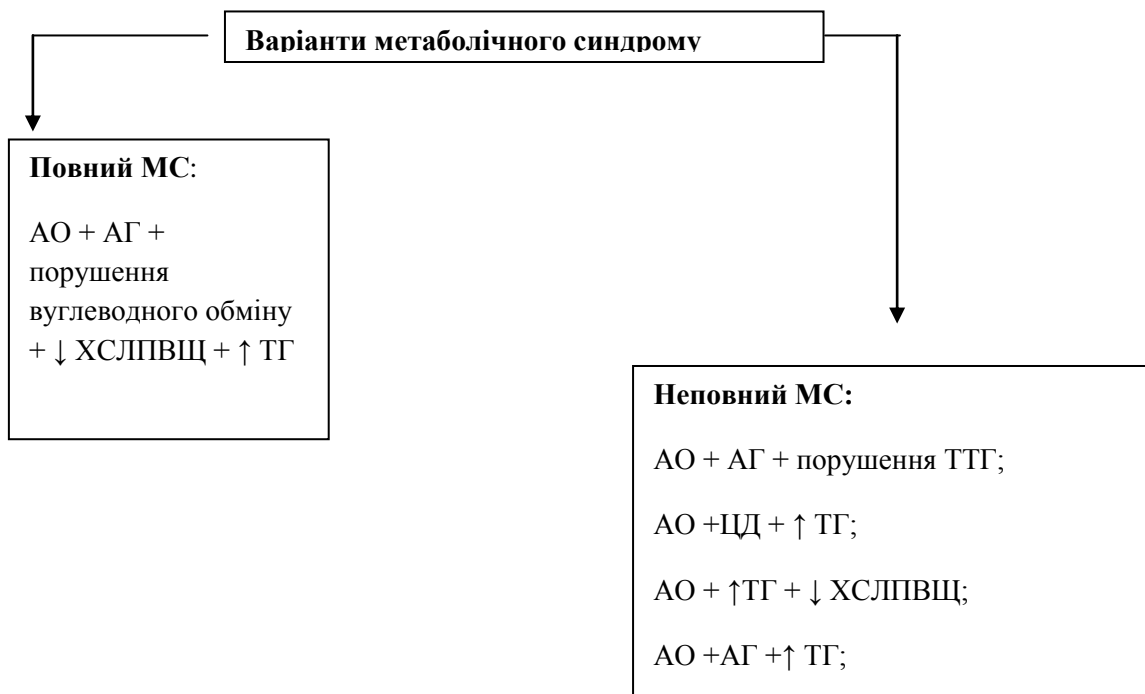 Варіанти метаболічного синдрому
Повний МС:
АО + АГ +
порушення
вуглеводного обміну
+ ↓ ХСЛПВЩ + ↑ ТГ
Неповний МС:
АО + АГ + порушення ТТГ;
АО +ЦД + ↑ ТГ;
АО + ↑ТГ + ↓ ХСЛПВЩ;
АО +АГ +↑ ТГ;